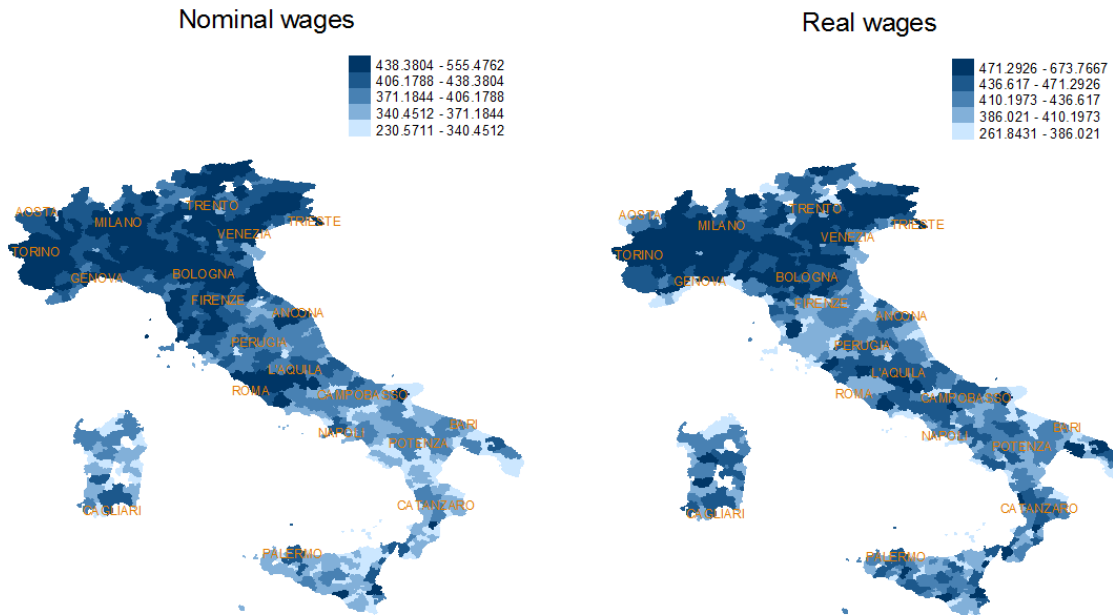 Nominal wages
438.3804 - 555.4762
406.1788 - 438.3804
371.1844 - 406.1788
340.4512 - 371.1844
230.5711 - 340.4512
AOSTA
MILANO
TRENTO
TRIESTE
VENEZIA
TORINO
GENOVA
BOLOGNA
FIRENZE
ANCONA
PERUGIA
L'AQUILA
ROMA
CAMPOBASSO
NAPOLI
BARI
POTENZA
CAGLIARI
CATANZARO
PALERMO
Real wages
471.2926 - 673.7667
436.617 - 471.2926
410.1973 - 436.617
386.021 - 410.1973
261.8431 - 386.021
AOSTA
MILANO
TRENTO
TRIESTE
VENEZIA
TORINO
GENOVA
BOLOGNA
FIRENZE
ANCONA
PERUGIA
L'AQUILA
ROMA
CAMPOBASSO
NAPOLI
BARI
POTENZA
CAGLIARI
CATANZARO
PALERMO